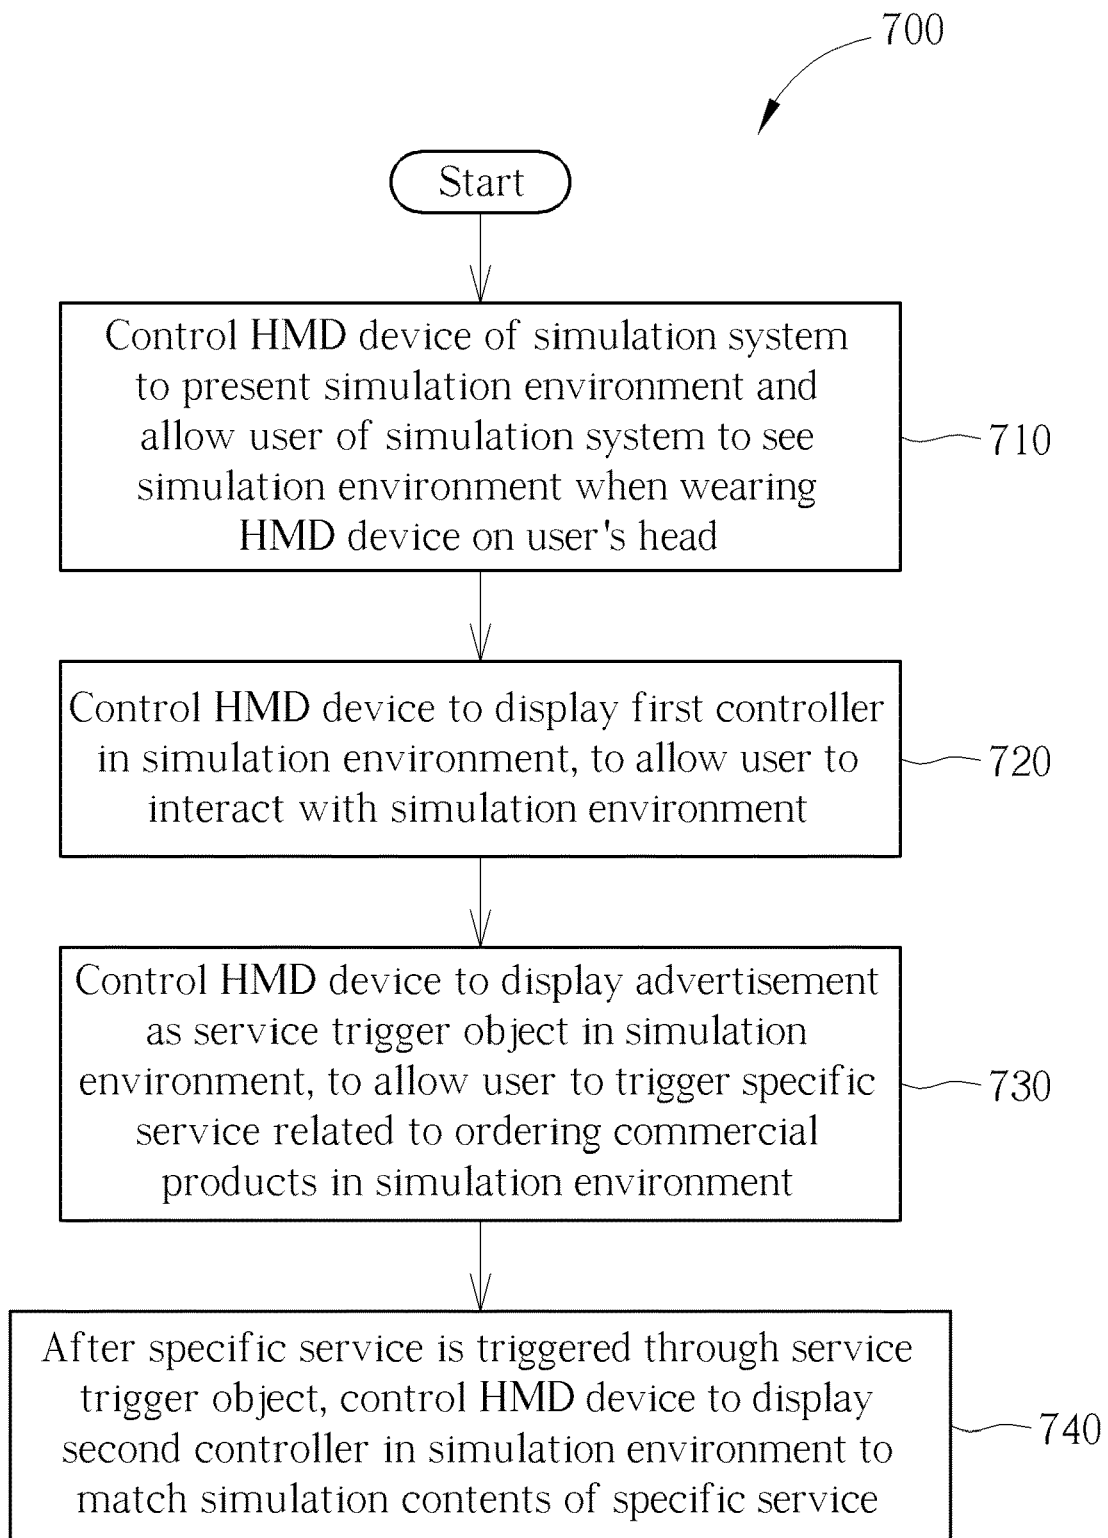 700
Start
Control HMD device of simulation system
to present simulation environment and
allow user of simulation system to see
simulation environment when wearing
HMD device on user's head
710
Control HMD device to display first controller
in simulation environment, to allow user to
interact with simulation environment
720
Control HMD device to display advertisement
as service trigger object in simulation
environment, to allow user to trigger specific
service related to ordering commercial
products in simulation environment
730
After specific service is triggered through service
trigger object, control HMD device to display
second controller in simulation environment to
match simulation contents of specific service
740